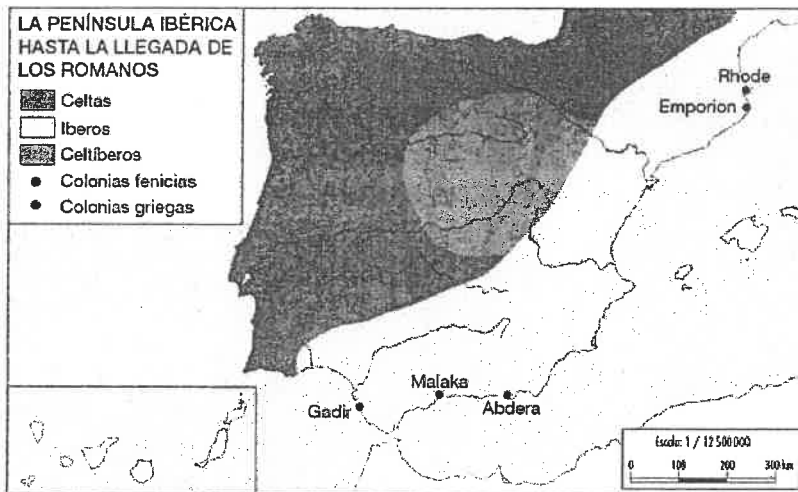 LA PENÍNSULA IBÉRICA
HASTA LA LLEGADA DE
LOS ROMANOS
Celtas
Iberos
Celtíberos
Colonias fenicias
Colonias griegas
Rhode
Emporion
Malaka
Gadir
Abdera
Escala: 1 / 12 500 000
0 100 200 300 km